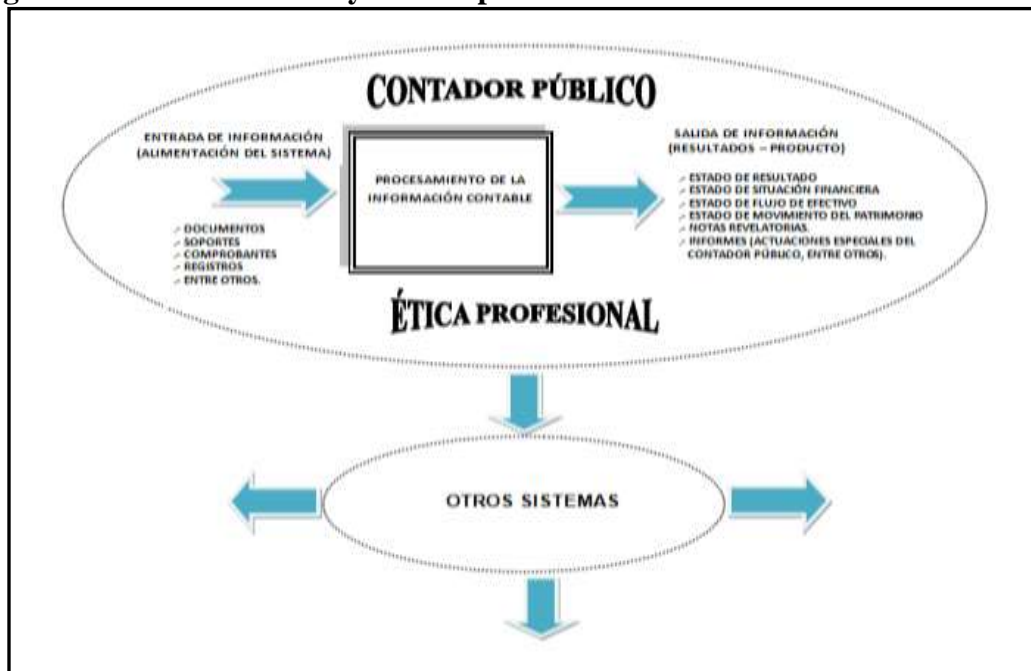 CONTADOR PÚBLICO
ENTRADA DE INFORMACIÓN
(ALIMENTACIÓN DEL SISTEMA)
DOCUMENTOS
SOPORTES
COMPROBANTES
REGISTROS
ENTRE OTROS.
PROCESAMIENTO DE LA
INFORMACIÓN CONTABLE
SALIDA DE INFORMACIÓN
(RESULTADOS – PRODUCTO)
ESTADO DE RESULTADO
ESTADO DE SITUACIÓN FINANCIERA
ESTADO DE FLUJO DE EFECTIVO
ESTADO DE MOVIMIENTO DEL PATRIMONIO
NOTAS REVELATORIAS.
INFORMES (ACTUACIONES ESPECIALES DEL
CONTADOR PÚBLICO, ENTRE OTROS).
ÉTICA PROFESIONAL
OTROS SISTEMAS